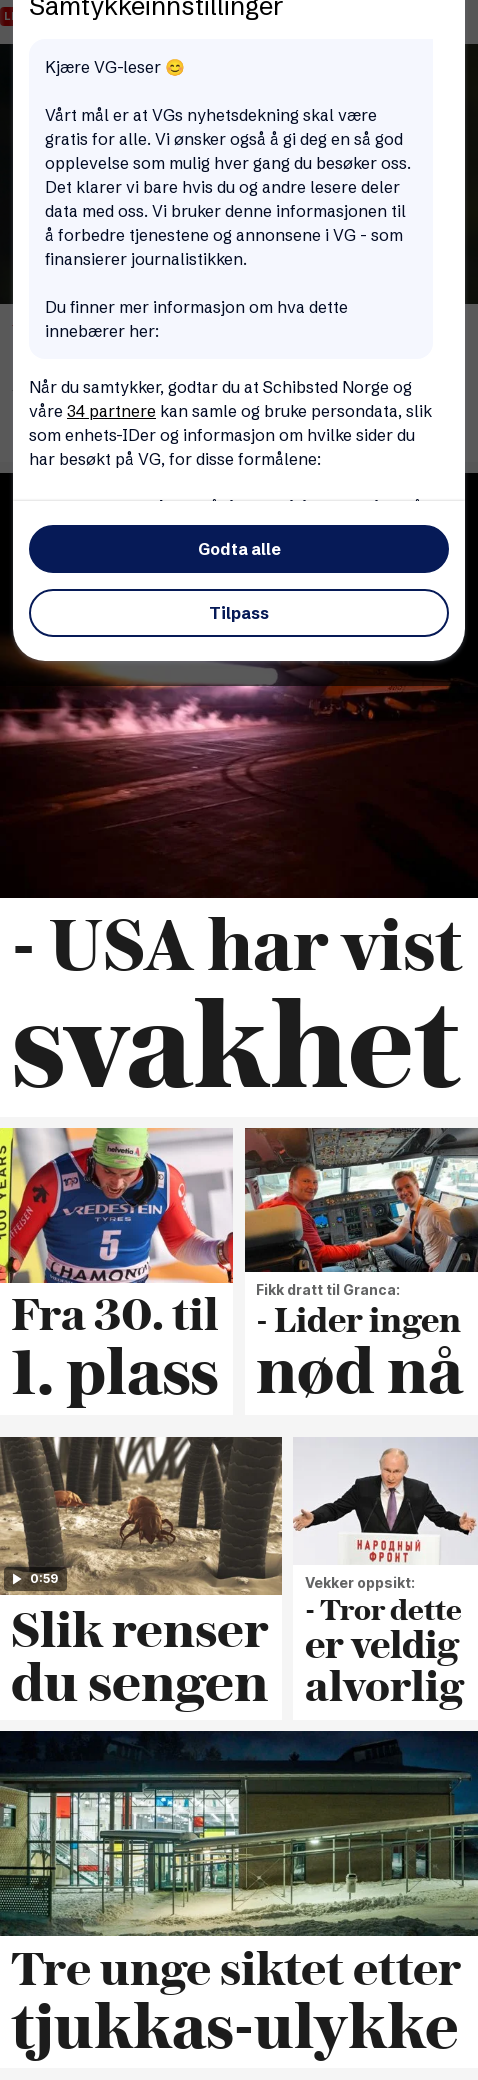 Samtykkeinnstillinger
Kjære VG-leser 😊
Vårt mål er at VGs nyhetsdekning skal være
gratis for alle. Vi ønsker også å gi deg en så god
opplevelse som mulig hver gang du besøker oss.
Det klarer vi bare hvis du og andre lesere deler
data med oss. Vi bruker denne informasjonen til
å forbedre tjenestene og annonsene i VG - som
finansierer journalistikken.
Du finner mer informasjon om hva dette
innebærer her:
Når du samtykker, godtar du at Schibsted Norge og
våre 34 partnere kan samle og bruke persondata, slik
som enhets-IDer og informasjon om hvilke sider du
har besøkt på VG, for disse formålene:
Godta alle
Tilpass
- USA har vist
svakhet
helvetia
VREDESTEIN
TYRES
5
CHAMON
Fra 30. til
1. plass
Fikk dratt til Granca:
- Lider ingen
nød nå
0:59
Slik renser
du sengen
НАРОДНЫЙ
ФРОНТ
Vekker oppsikt:
- Tror dette
er veldig
alvorlig
Tre unge siktet etter
tjukkas-ulykke